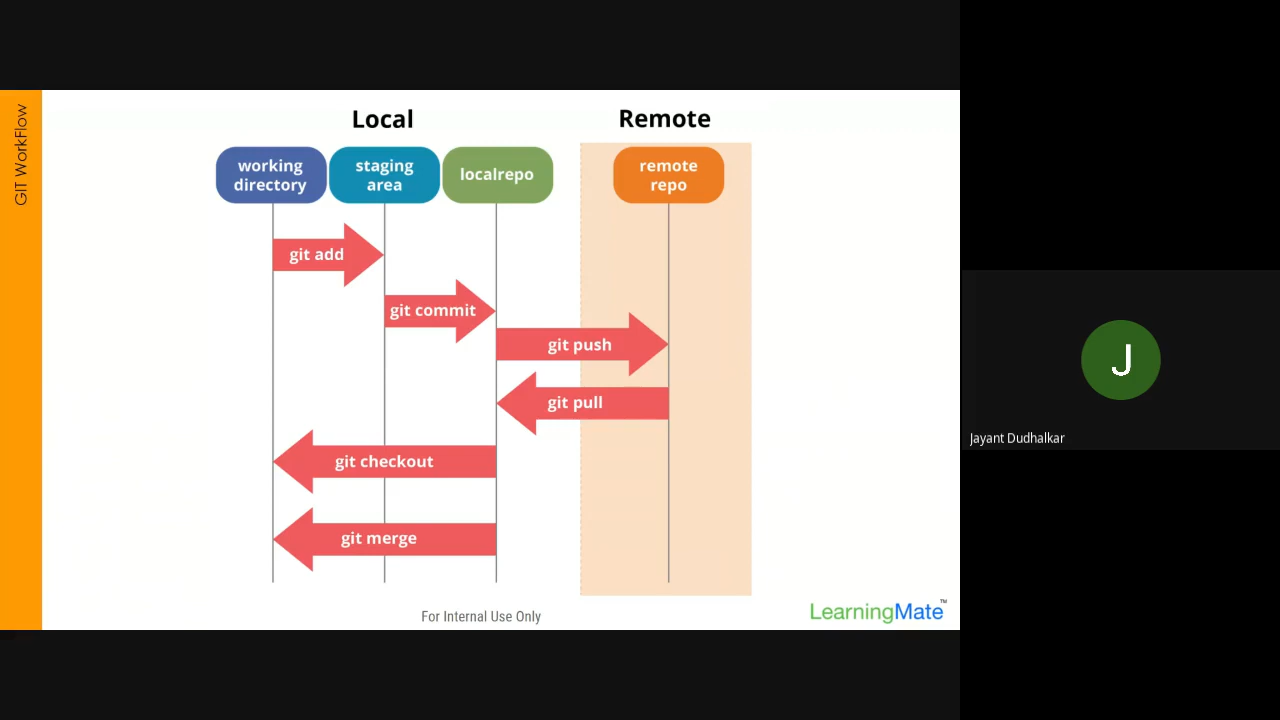 GIT WorkFlow
Local
Remote
working
directory
staging
area
localrepo
remote
repo
git add
git commit
git push
git pull
git checkout
git merge
For Internal Use Only
LearningMate™
J
Jayant Dudhalkar